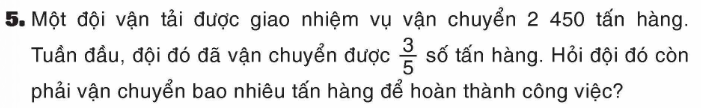 5. Một đội vận tải được giao nhiệm vụ vận chuyển 2 450 tấn hàng.
Tuần đầu, đội đó đã vận chuyển được 3/5 số tấn hàng. Hỏi đội đó còn
phải vận chuyển bao nhiêu tấn hàng để hoàn thành công việc?